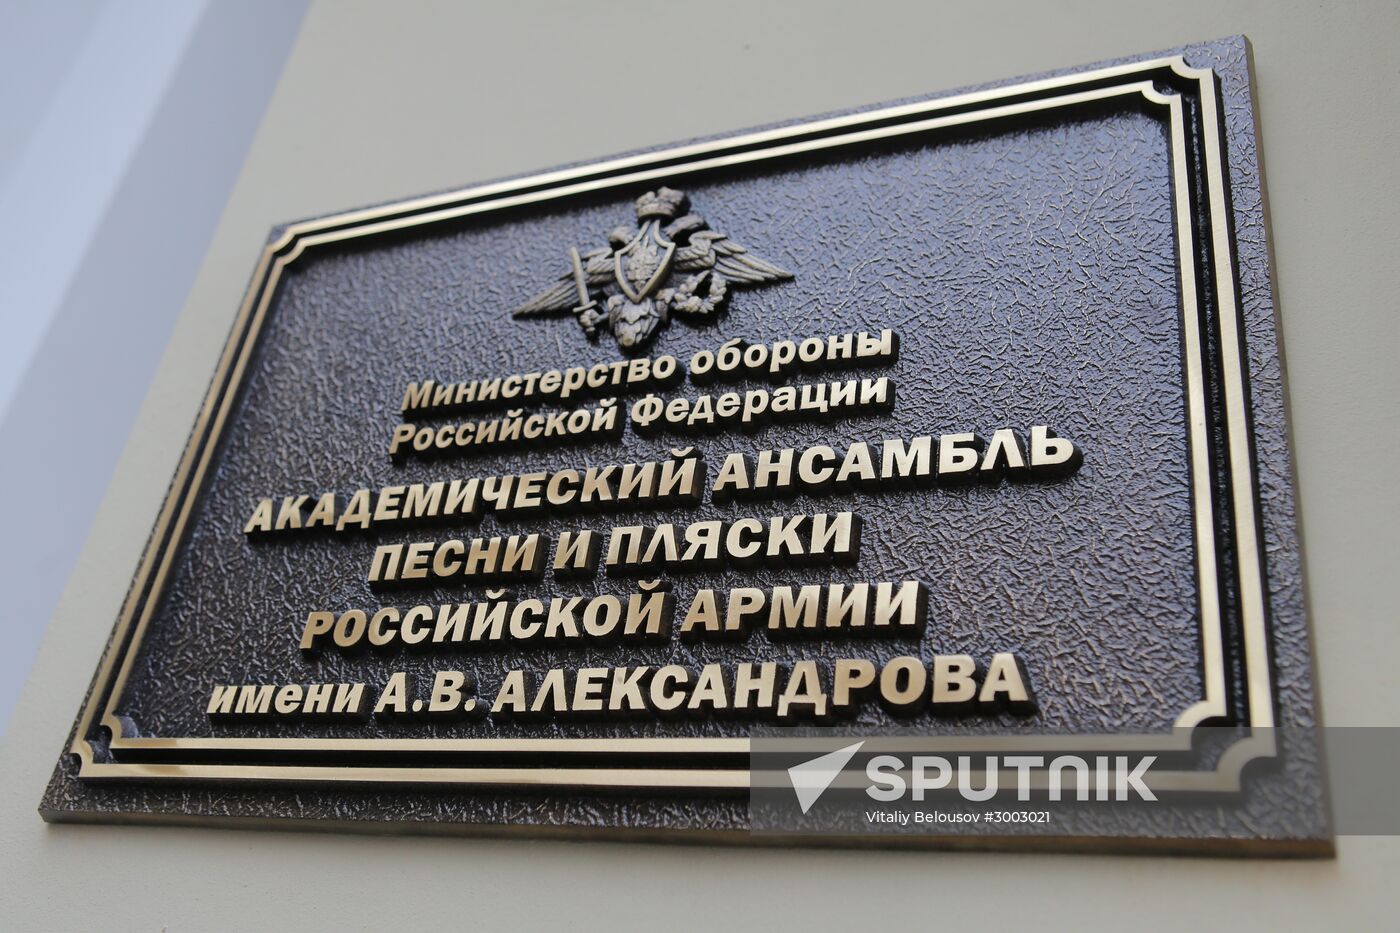 Министерство обороны
Российской Федерации
АКАДЕМИЧЕСКИЙ АНСАМБЛЬ
ПЕСНИ И ПЛЯСКИ
РОССИЙСКОЙ АРМИИ
имени А.В. АЛЕКСАНДРОВА
SPUTNIK
Vitaliy Belousov #3003021